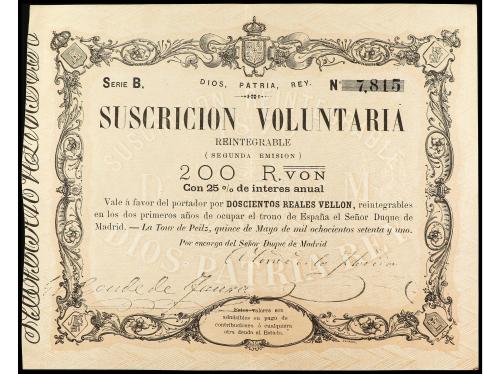 SERIE B.
DIOS, PATRIA, REY.
Nº 7,815
SUSCRICION VOLUNTARIA
REINTEGRABLE
(SEGUNDA EMISION)
200 R.VON
Con 25 % de interes anual
Vale á favor del portador por DOSCIENTOS REALES VELLON, reintegrables
en los dos primeros años de ocupar el trono de España el Señor Duque de
Madrid. — La Tour de Peilz, quince de Mayo de mil ochocientos setenta y uno.
Por encargo del Señor Duque de Madrid
Conde de
Estos valores son
admisibles en pago de
contribuciones ó cualquiera
otra deuda al Estado.